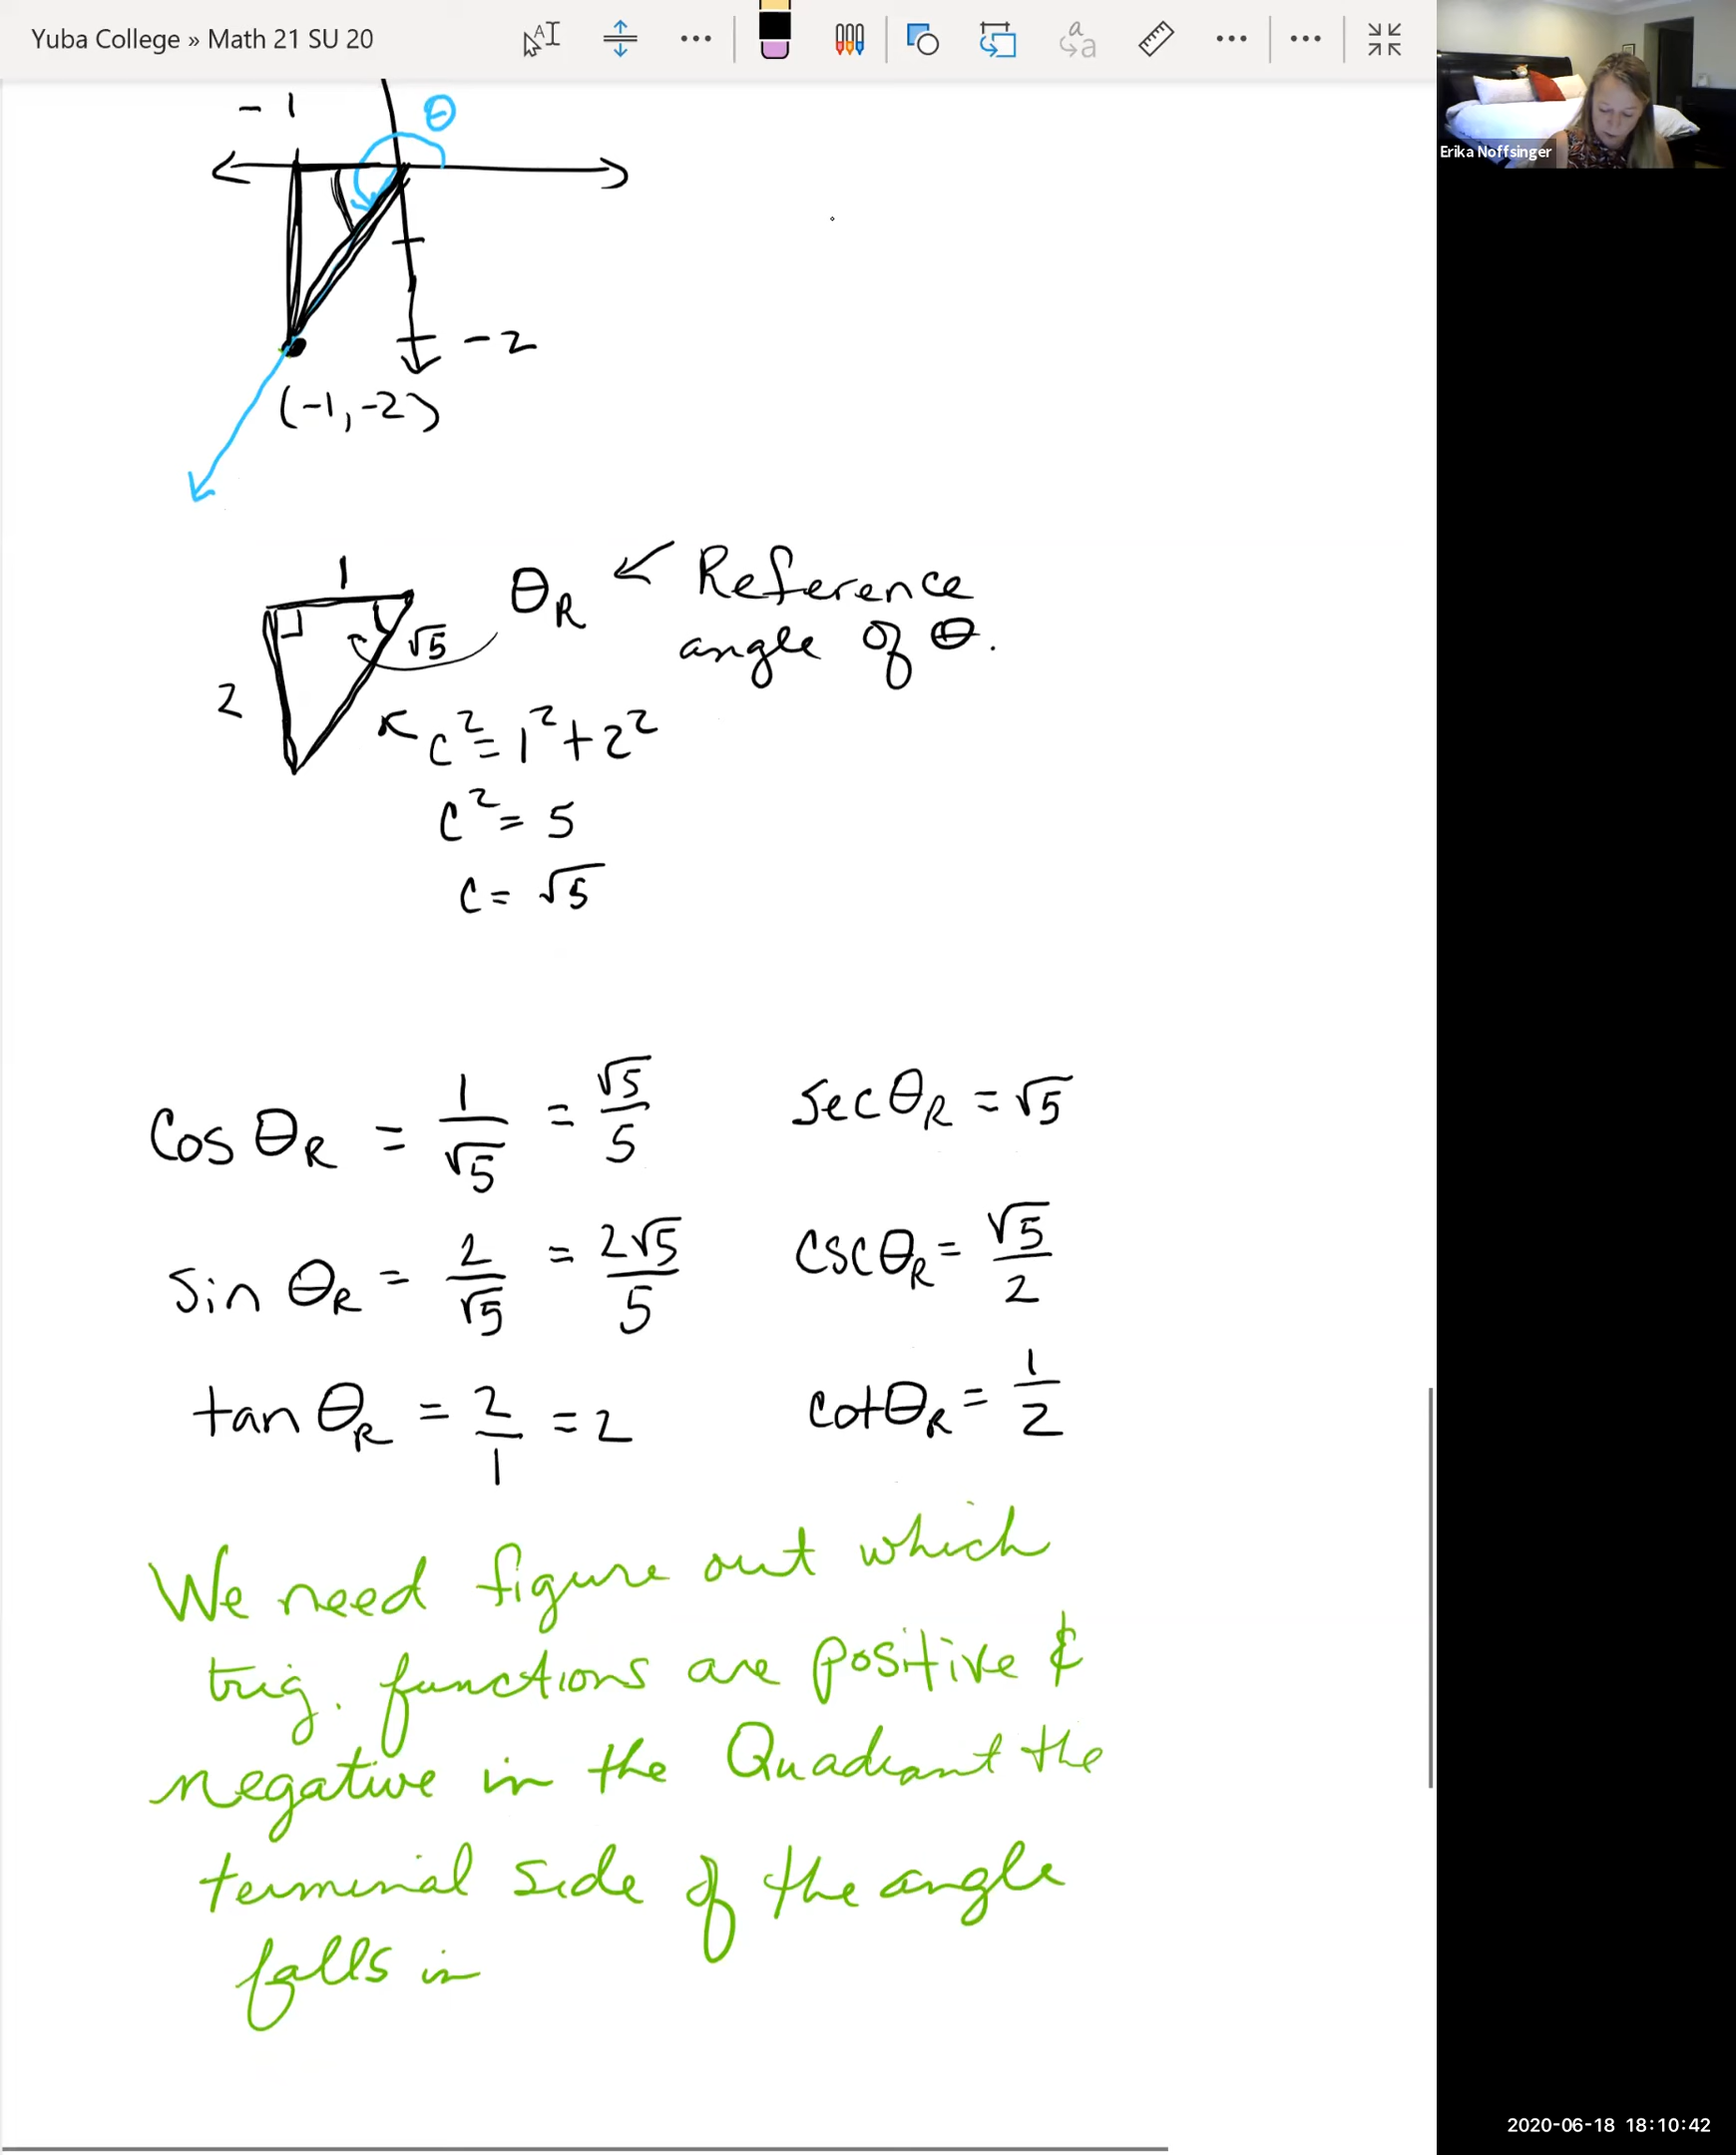 Yuba College » Math 21 SU 20
Erika Noffsinger
-1
θ
-2
(-1,-2)
1
θR ← Reference
angle of θ.
√5
2
c² = 1² + 2²
c² = 5
c = √5
cos θR = 1/√5 = √5/5
sec θR = √5
sin θR = 2/√5 = 2√5/5
csc θR = √5/2
tan θR = 2/1 = 2
cot θR = 1/2
We need figure out which
trig. functions are positive &
negative in the Quadrant the
terminal side of the angle
falls in
2020-06-18 18:10:42